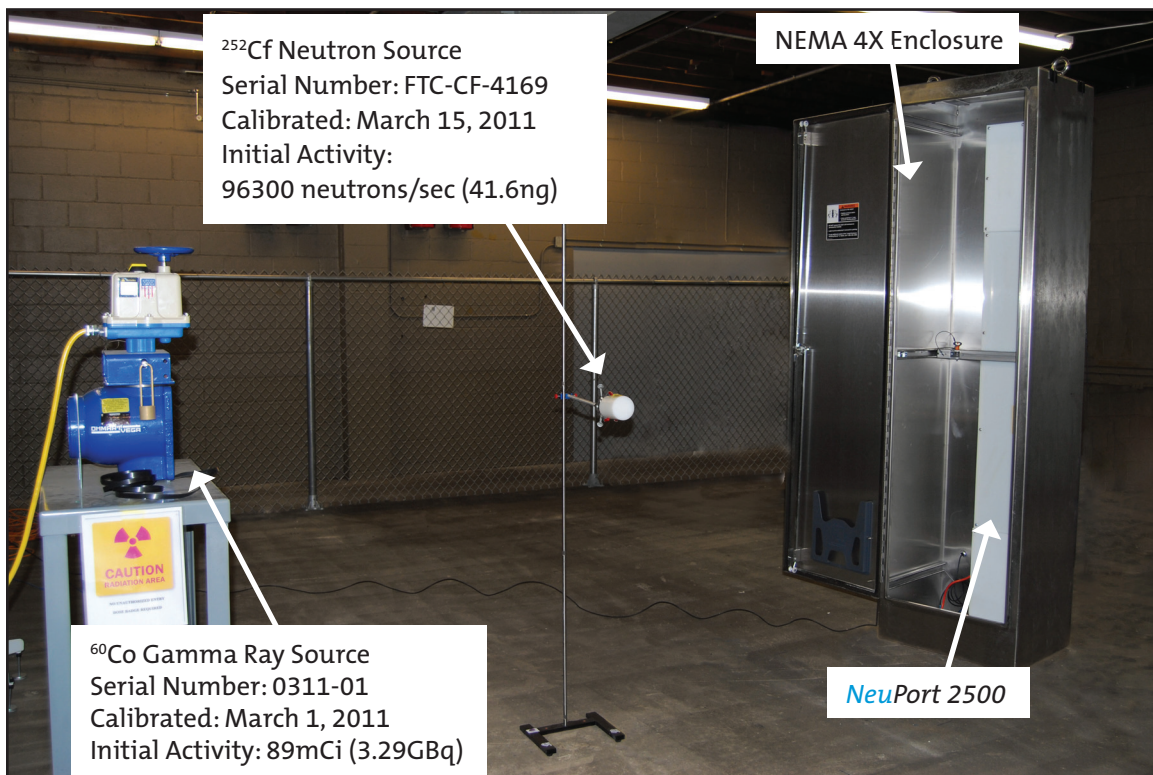 ²⁵²Cf Neutron Source
Serial Number: FTC-CF-4169
Calibrated: March 15, 2011
Initial Activity:
96300 neutrons/sec (41.6ng)
NEMA 4X Enclosure
OHMART VEGA
CAUTION
RADIATION AREA
⁶⁰Co Gamma Ray Source
Serial Number: 0311-01
Calibrated: March 1, 2011
Initial Activity: 89mCi (3.29GBq)
NeuPort 2500